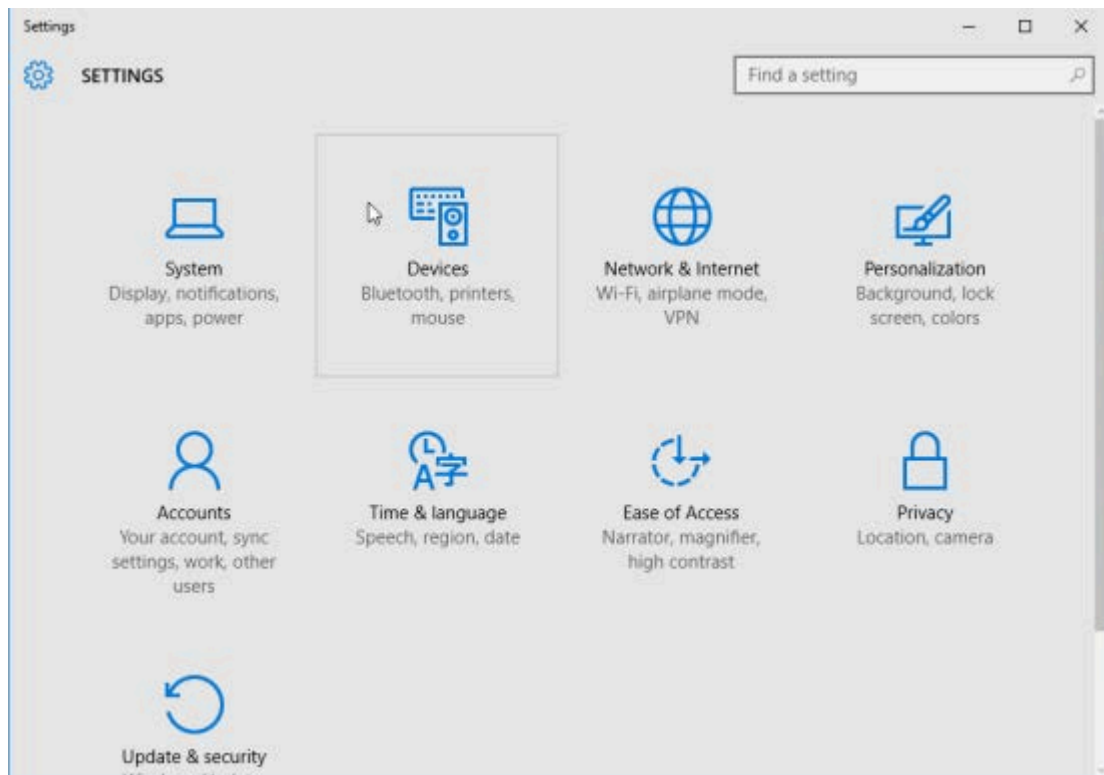 Settings
SETTINGS
Find a setting
System
Display, notifications,
apps, power
Devices
Bluetooth, printers,
mouse
Network & Internet
Wi-Fi, airplane mode,
VPN
Personalization
Background, lock
screen, colors
Accounts
Your account, sync
settings, work, other
users
Time & language
Speech, region, date
Ease of Access
Narrator, magnifier,
high contrast
Privacy
Location, camera
A字
Update & security